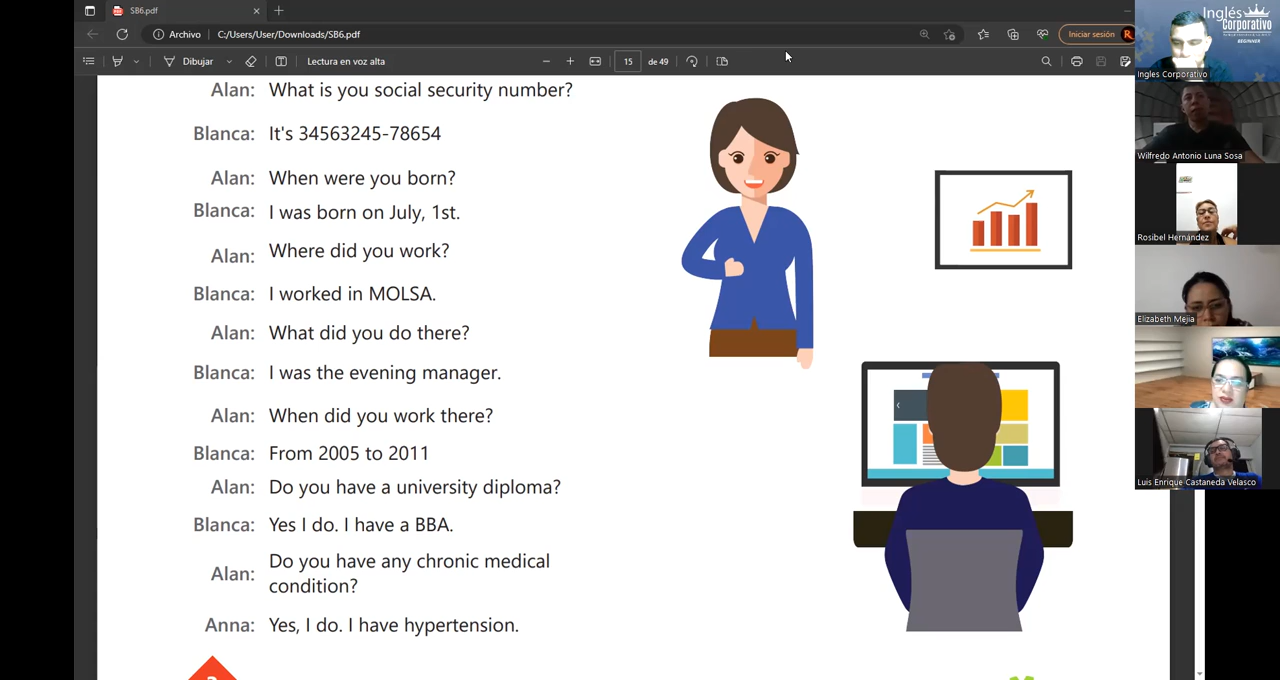 SB6.pdf
Archivo C:/Users/User/Downloads/SB6.pdf Iniciar sesión
Dibujar Lectura en voz alta 15 de 49
Alan: What is you social security number?
Blanca: It's 34563245-78654
Alan: When were you born?
Blanca: I was born on July, 1st.
Alan: Where did you work?
Blanca: I worked in MOLSA.
Alan: What did you do there?
Blanca: I was the evening manager.
Alan: When did you work there?
Blanca: From 2005 to 2011
Alan: Do you have a university diploma?
Blanca: Yes I do. I have a BBA.
Alan: Do you have any chronic medical
condition?
Anna: Yes, I do. I have hypertension.
Inglés
Corporativo
BEGINNER
Ingles Corporativo
Wilfredo Antonio Luna Sosa
Rosibel Hernández
Elizabeth Mejia
Luis Enrique Castaneda Velasco